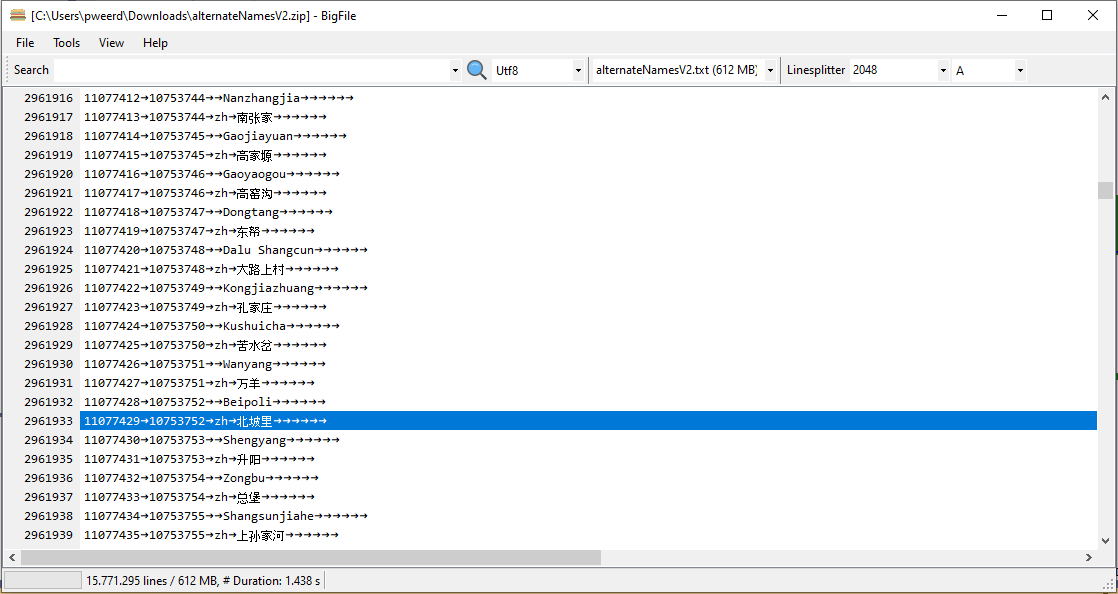 [C:\Users\pweerd\Downloads\alternateNamesV2.zip] - BigFile
File Tools View Help
Search Utf8 alternateNamesV2.txt (612 MB) Linesplitter 2048 A
2961916 11077412→10753744→→Nanzhangjia→→→→→→
2961917 11077413→10753744→zh→南张家→→→→→→
2961918 11077414→10753745→→Gaojiayuan→→→→→→
2961919 11077415→10753745→zh→高家塬→→→→→→
2961920 11077416→10753746→→Gaoyaogou→→→→→→
2961921 11077417→10753746→zh→高窑沟→→→→→→
2961922 11077418→10753747→→Dongtang→→→→→→
2961923 11077419→10753747→zh→东帑→→→→→→
2961924 11077420→10753748→→Dalu Shangcun→→→→→→
2961925 11077421→10753748→zh→大路上村→→→→→→
2961926 11077422→10753749→→Kongjiazhuang→→→→→→
2961927 11077423→10753749→zh→孔家庄→→→→→→
2961928 11077424→10753750→→Kushuicha→→→→→→
2961929 11077425→10753750→zh→苦水岔→→→→→→
2961930 11077426→10753751→→Wanyang→→→→→→
2961931 11077427→10753751→zh→万羊→→→→→→
2961932 11077428→10753752→→Beipoli→→→→→→
2961933 11077429→10753752→zh→北坡里→→→→→→
2961934 11077430→10753753→→Shengyang→→→→→→
2961935 11077431→10753753→zh→升阳→→→→→→
2961936 11077432→10753754→→Zongbu→→→→→→
2961937 11077433→10753754→zh→总堡→→→→→→
2961938 11077434→10753755→→Shangsunjiahe→→→→→→
2961939 11077435→10753755→zh→上孙家河→→→→→→
15.771.295 lines / 612 MB, # Duration: 1.438 s